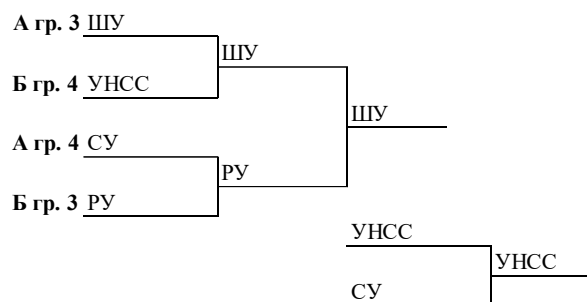 А гр. 3 ШУ
ШУ
Б гр. 4 УНСС
ШУ
А гр. 4 СУ
РУ
Б гр. 3 РУ
УНСС
УНСС
СУ